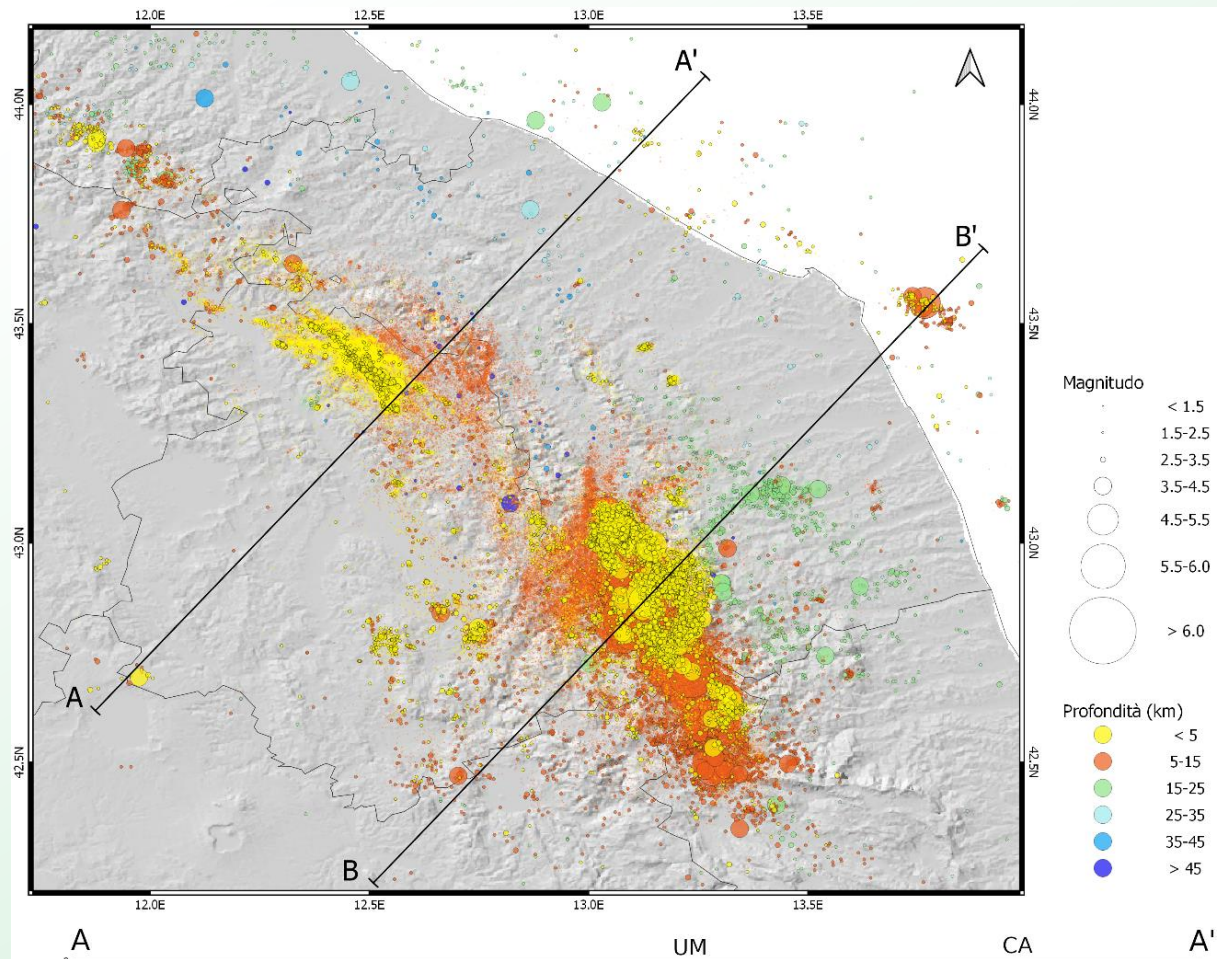 12.0E 12.5E 13.0E 13.5E
A'
44.0N 44.0N
B'
43.5N 43.5N
Magnitudo
< 1.5
1.5-2.5
2.5-3.5
3.5-4.5
4.5-5.5
5.5-6.0
> 6.0
43.0N 43.0N
A
Profondità (km)
< 5
5-15
15-25
25-35
35-45
> 45
42.5N 42.5N
B
12.0E 12.5E 13.0E 13.5E
A UM CA A'